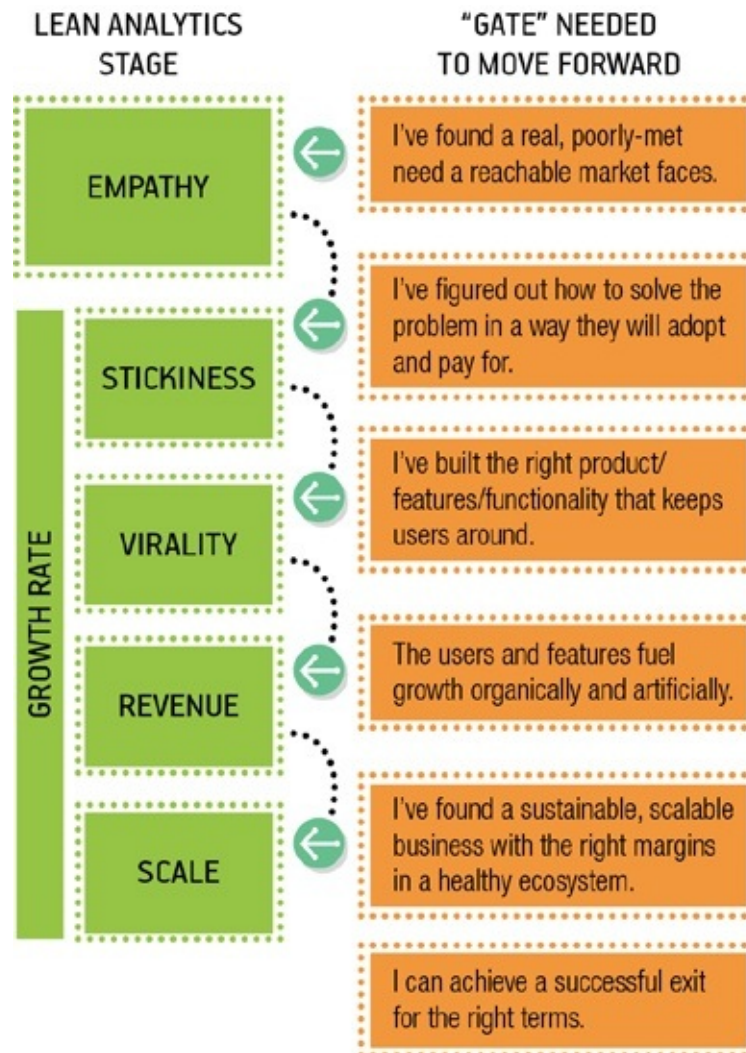 LEAN ANALYTICS
STAGE
“GATE” NEEDED
TO MOVE FORWARD
EMPATHY
I’ve found a real, poorly-met
need a reachable market faces.
I’ve figured out how to solve the
problem in a way they will adopt
and pay for.
GROWTH RATE
STICKINESS
I’ve built the right product/
features/functionality that keeps
users around.
VIRALITY
The users and features fuel
growth organically and artificially.
REVENUE
I’ve found a sustainable, scalable
business with the right margins
in a healthy ecosystem.
SCALE
I can achieve a successful exit
for the right terms.